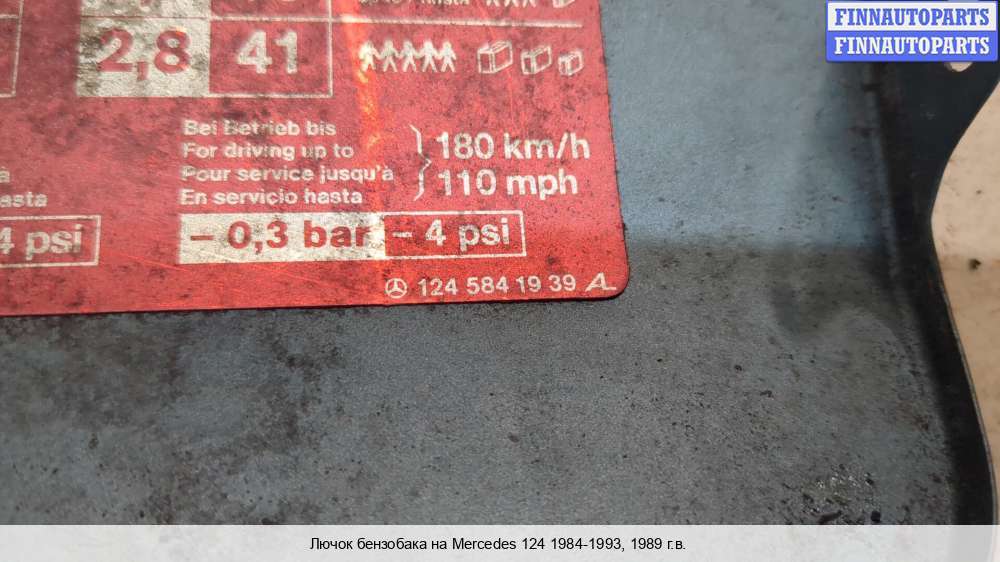 FINNAUTOPARTS
FINNAUTOPARTS
2,8 41
Bei Betrieb bis
For driving up to
Pour service jusqu'à
En servicio hasta
180 km/h
110 mph
asta
4 psi
– 0,3 bar – 4 psi
124 584 19 39 A
Лючок бензобака на Mercedes 124 1984-1993, 1989 г.в.